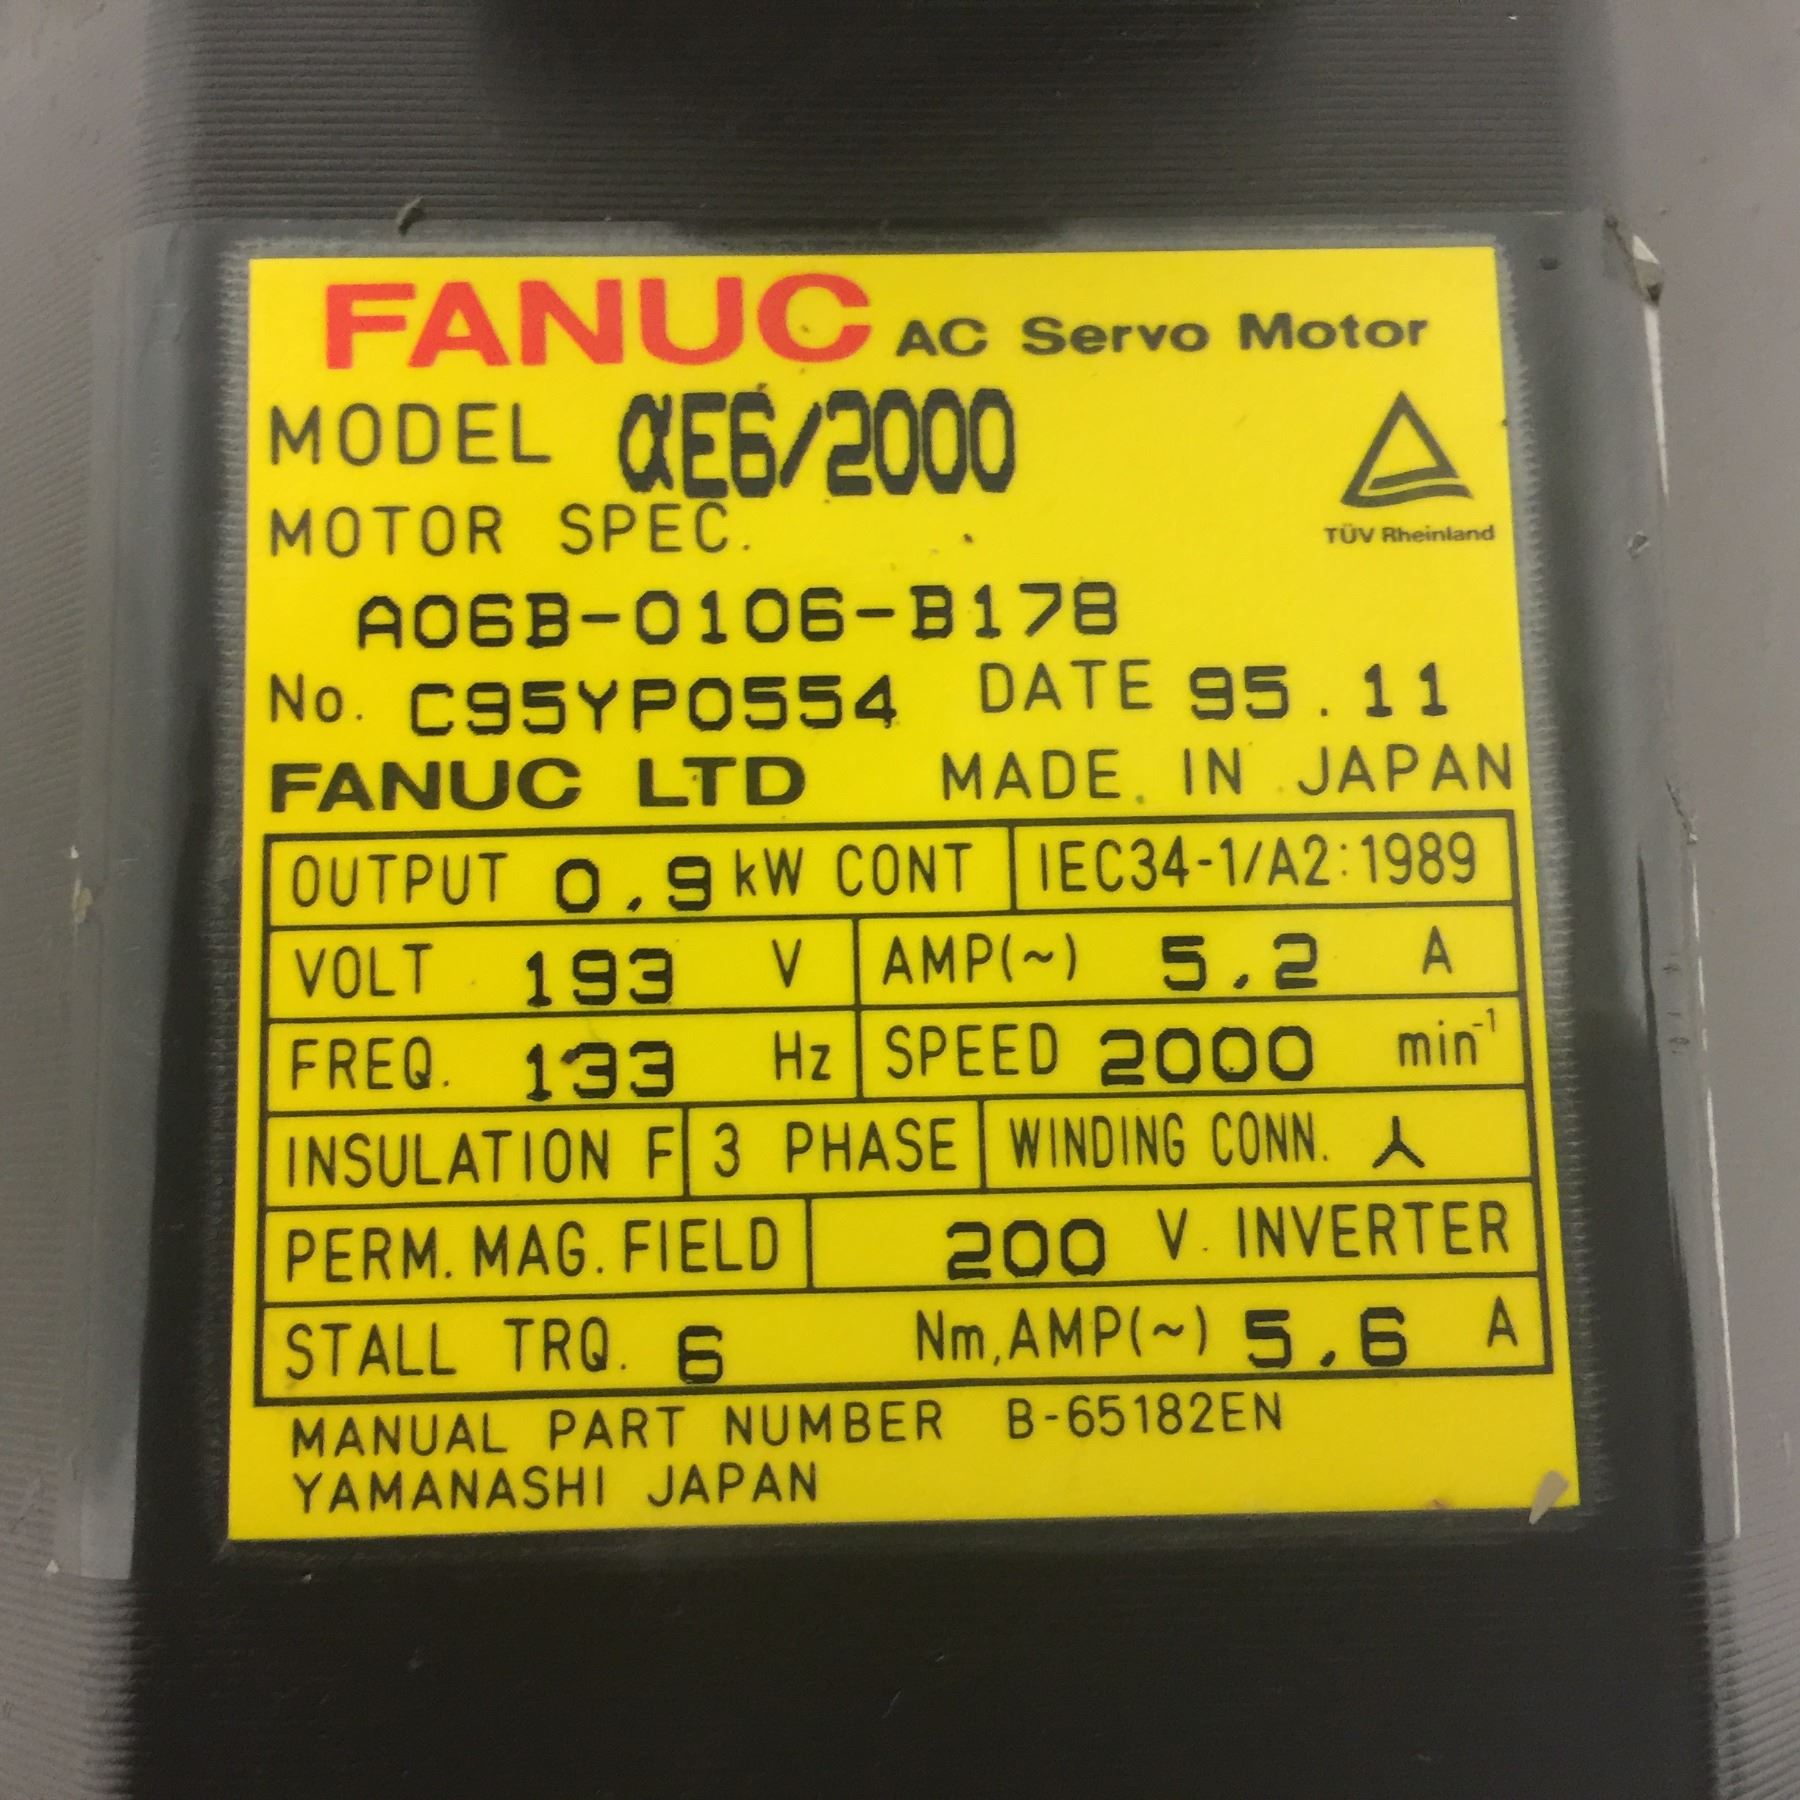 FANUC AC Servo Motor
MODEL αE6/2000
TÜV Rheinland
MOTOR SPEC.
A06B-0106-B178
No. C95YP0554 DATE 95.11
FANUC LTD MADE IN JAPAN
OUTPUT 0.9 kW CONT IEC34-1/A2:1989
VOLT 193 V AMP(~) 5.2 A
FREQ. 133 Hz SPEED 2000 min⁻¹
INSULATION F 3 PHASE WINDING CONN.
PERM. MAG. FIELD 200 V. INVERTER
STALL TRQ. 6 Nm, AMP(~) 5.6 A
MANUAL PART NUMBER B-65182EN
YAMANASHI JAPAN